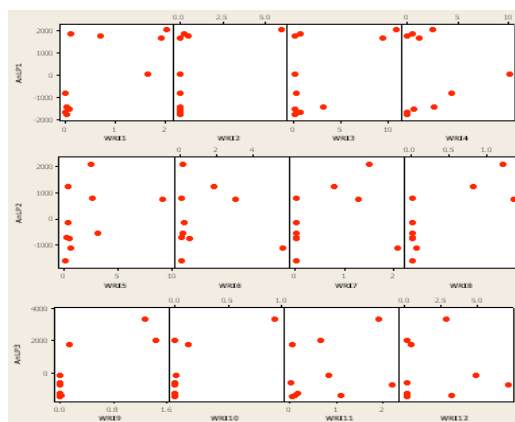 0.0 2.5 5.0 0 5 10
2000
1000
0
-1000
-2000
AnLP1
0 1 2 0 5 10
WRI1 WRI2 WRI3 WRI4
0 2 4 0.0 0.5 1.0
2000
1000
0
-1000
AnLP2
0 5 10 0 1 2
WRI5 WRI6 WRI7 WRI8
0.0 0.5 1.0 0.0 2.5 5.0
4000
2000
0
AnLP3
0.0 0.8 1.6 0 1 2
WRI9 WRI10 WRI11 WRI12